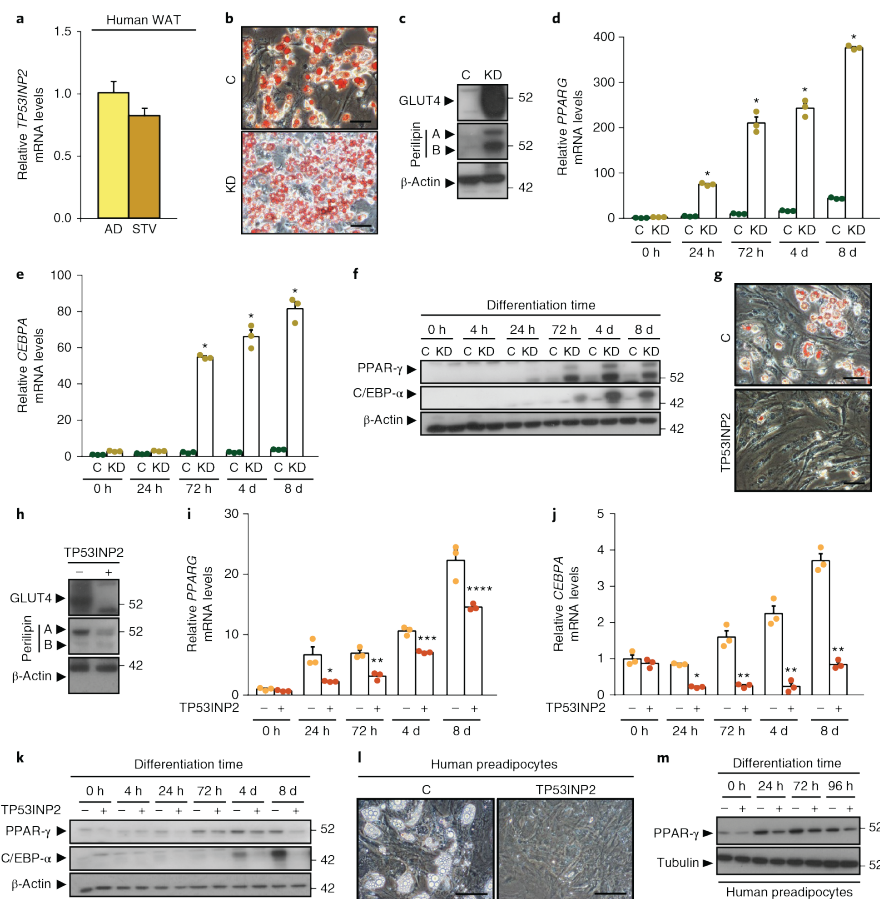 a
Human WAT
Relative TP53INP2
mRNA levels
1.5
1.0
0.5
0.0
AD STV
b
C
KD
c
C KD
GLUT4
52
Perilipin
A
B
52
β-Actin
42
d
Relative PPARG
mRNA levels
400
300
200
100
0
C KD C KD C KD C KD C KD
0 h 24 h 72 h 4 d 8 d
e
Relative CEBPA
mRNA levels
100
80
60
40
20
0
* * *
C KD C KD C KD C KD C KD
0 h 24 h 72 h 4 d 8 d
f
Differentiation time
0 h 4 h 24 h 72 h 4 d 8 d
C KD C KD C KD C KD C KD C KD
PPAR-γ
52
C/EBP-α
42
β-Actin
42
g
C
TP53INP2
h
TP53INP2
– +
GLUT4
52
Perilipin
A
B
52
42
β-Actin
i
Relative PPARG
mRNA levels
30
20
10
0
* ** *** ****
TP53INP2 – + – + – + – + – +
0 h 24 h 72 h 4 d 8 d
j
Relative CEBPA
mRNA levels
5
4
3
2
1
0
* ** ** **
TP53INP2 – + – + – + – + – +
0 h 24 h 72 h 4 d 8 d
k
Differentiation time
0 h 4 h 24 h 72 h 4 d 8 d
TP53INP2 – + – + – + – + – + – +
PPAR-γ
52
C/EBP-α
42
β-Actin
42
l
Human preadipocytes
C TP53INP2
m
Differentiation time
0 h 24 h 72 h 96 h
– + – + – + – +
PPAR-γ
52
Tubulin
52
Human preadipocytes